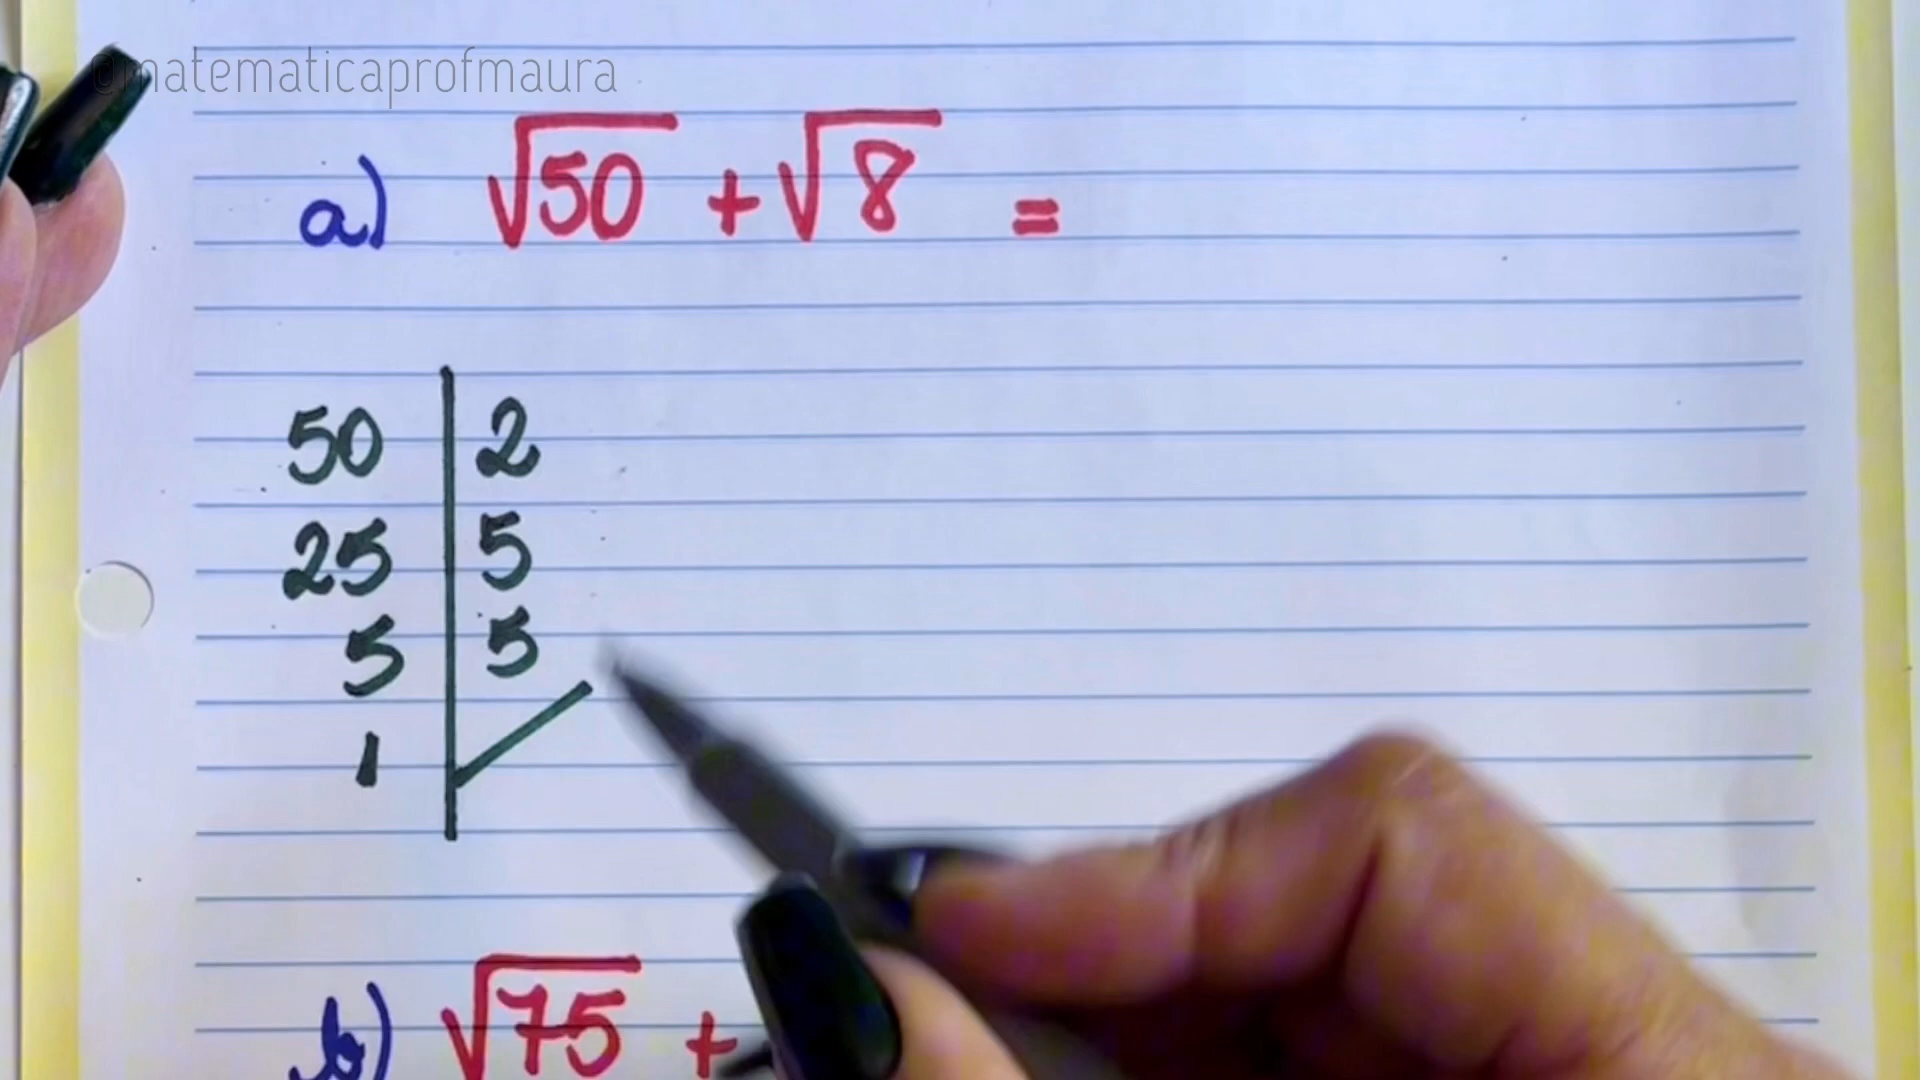 @matematicaprofmaura
a) √50 + √8 =
50 | 2
25 | 5
5 | 5
1
b) √75 +